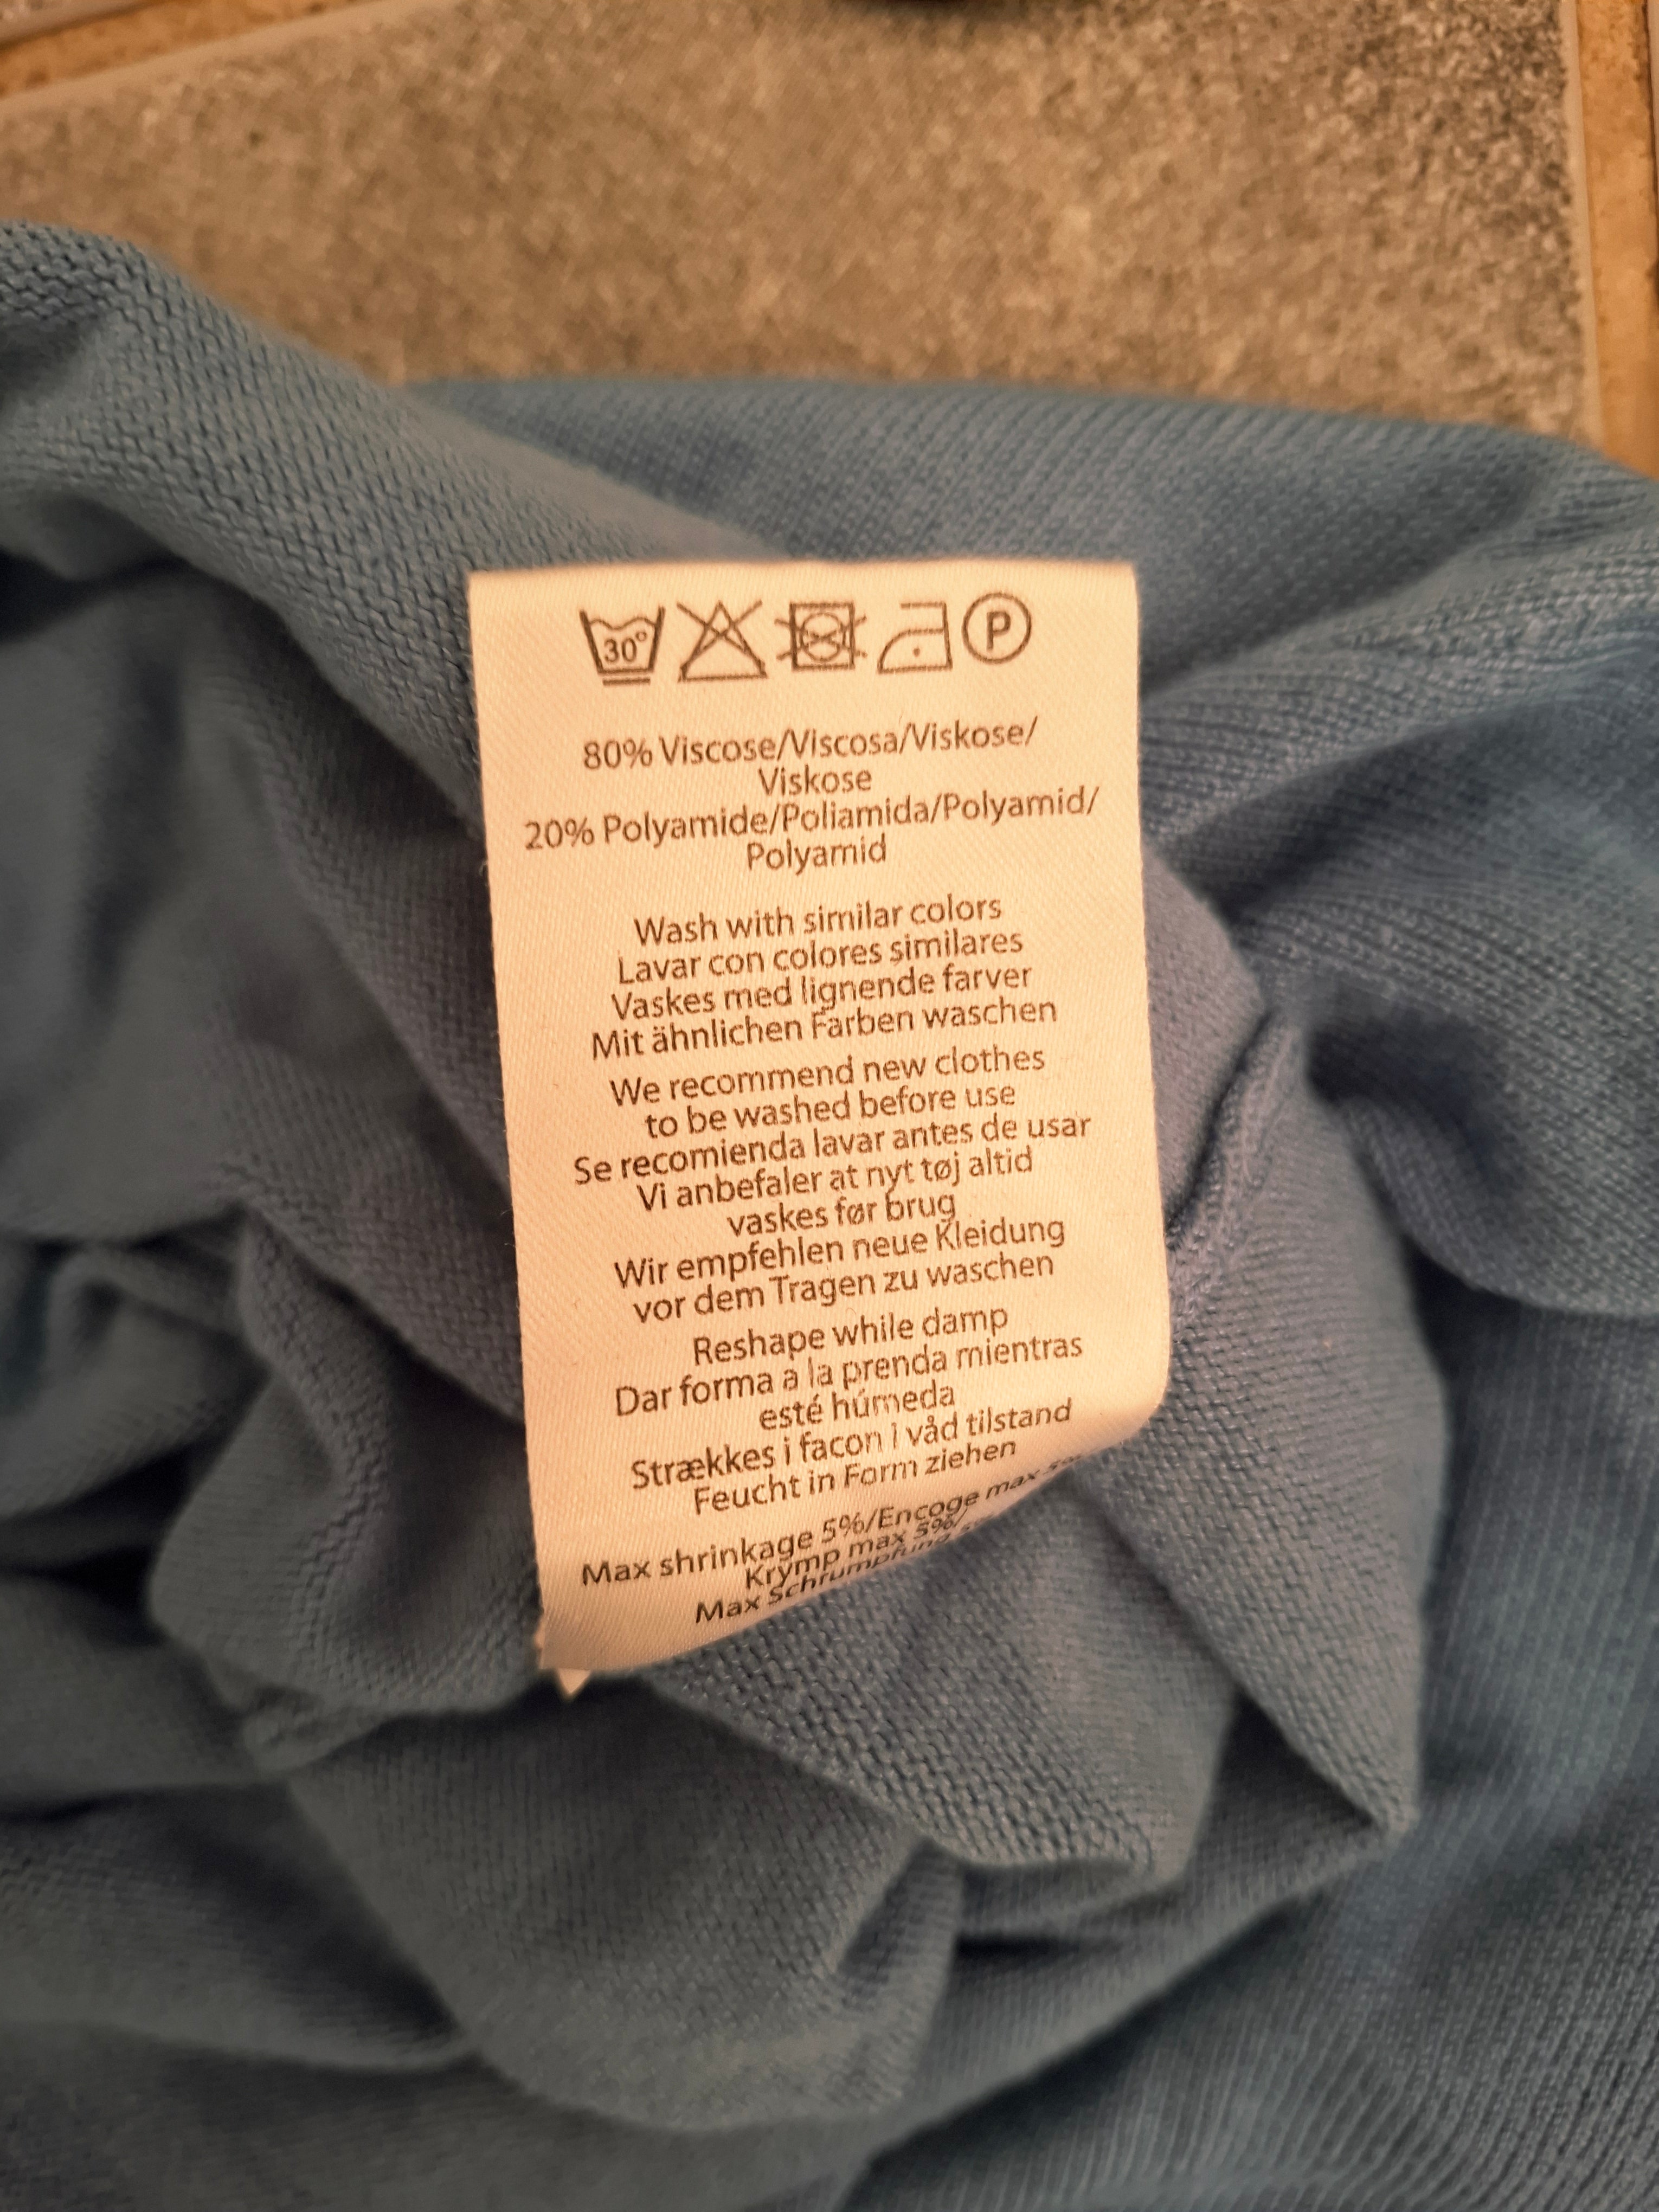 30°
P
80% Viscose/Viscosa/Viskose/
Viskose
20% Polyamide/Poliamida/Polyamid/
Polyamid
Wash with similar colors
Lavar con colores similares
Vaskes med lignende farver
Mit ähnlichen Farben waschen
We recommend new clothes
to be washed before use
Se recomienda lavar antes de usar
Vi anbefaler at nyt tøj altid
vaskes før brug
Wir empfehlen neue Kleidung
vor dem Tragen zu waschen
Reshape while damp
Dar forma a la prenda mientras
esté húmeda
Strækkes i facon i våd tilstand
Feucht in Form ziehen
Max shrinkage 5%/Encoge max 5%
Krymp max 5%/
Max Schrumpfung